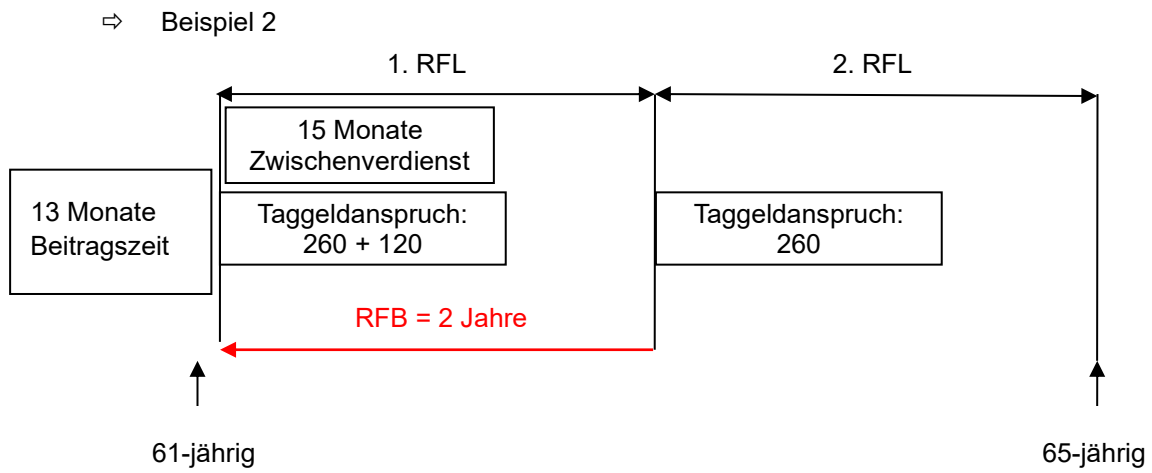 ⇨ Beispiel 2
1. RFL
2. RFL
15 Monate
Zwischenverdienst
13 Monate
Beitragszeit
Taggeldanspruch:
260 + 120
Taggeldanspruch:
260
RFB = 2 Jahre
61-jährig
65-jährig